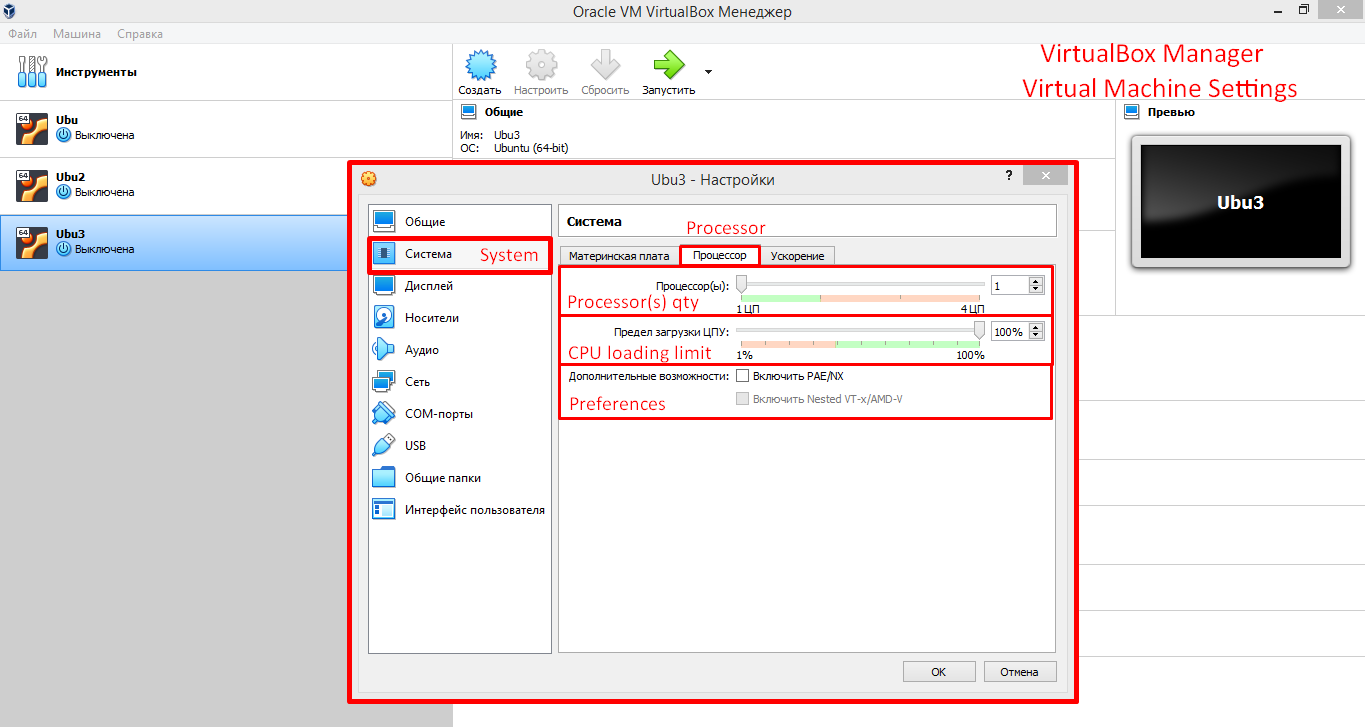 Oracle VM VirtualBox Менеджер
Файл Машина Справка
Инструменты
Создать Настроить Сбросить Запустить
VirtualBox Manager
Virtual Machine Settings
64
Ubu
Выключена
64
Ubu2
Выключена
64
Ubu3
Выключена
Общие
Имя: Ubu3
ОС: Ubuntu (64-bit)
Превью
Ubu3
Ubu3 - Настройки
?
Общие
Система System
Дисплей
Носители
Аудио
Сеть
COM-порты
USB
Общие папки
Интерфейс пользователя
Система
Processor
Материнская плата Процессор Ускорение
Процессор(ы): 1
Processor(s) qty
1 ЦП 4 ЦП
Предел загрузки ЦПУ: 100%
CPU loading limit
1% 100%
Дополнительные возможности: Включить PAE/NX
Preferences
Включить Nested VT-x/AMD-V
OK Отмена